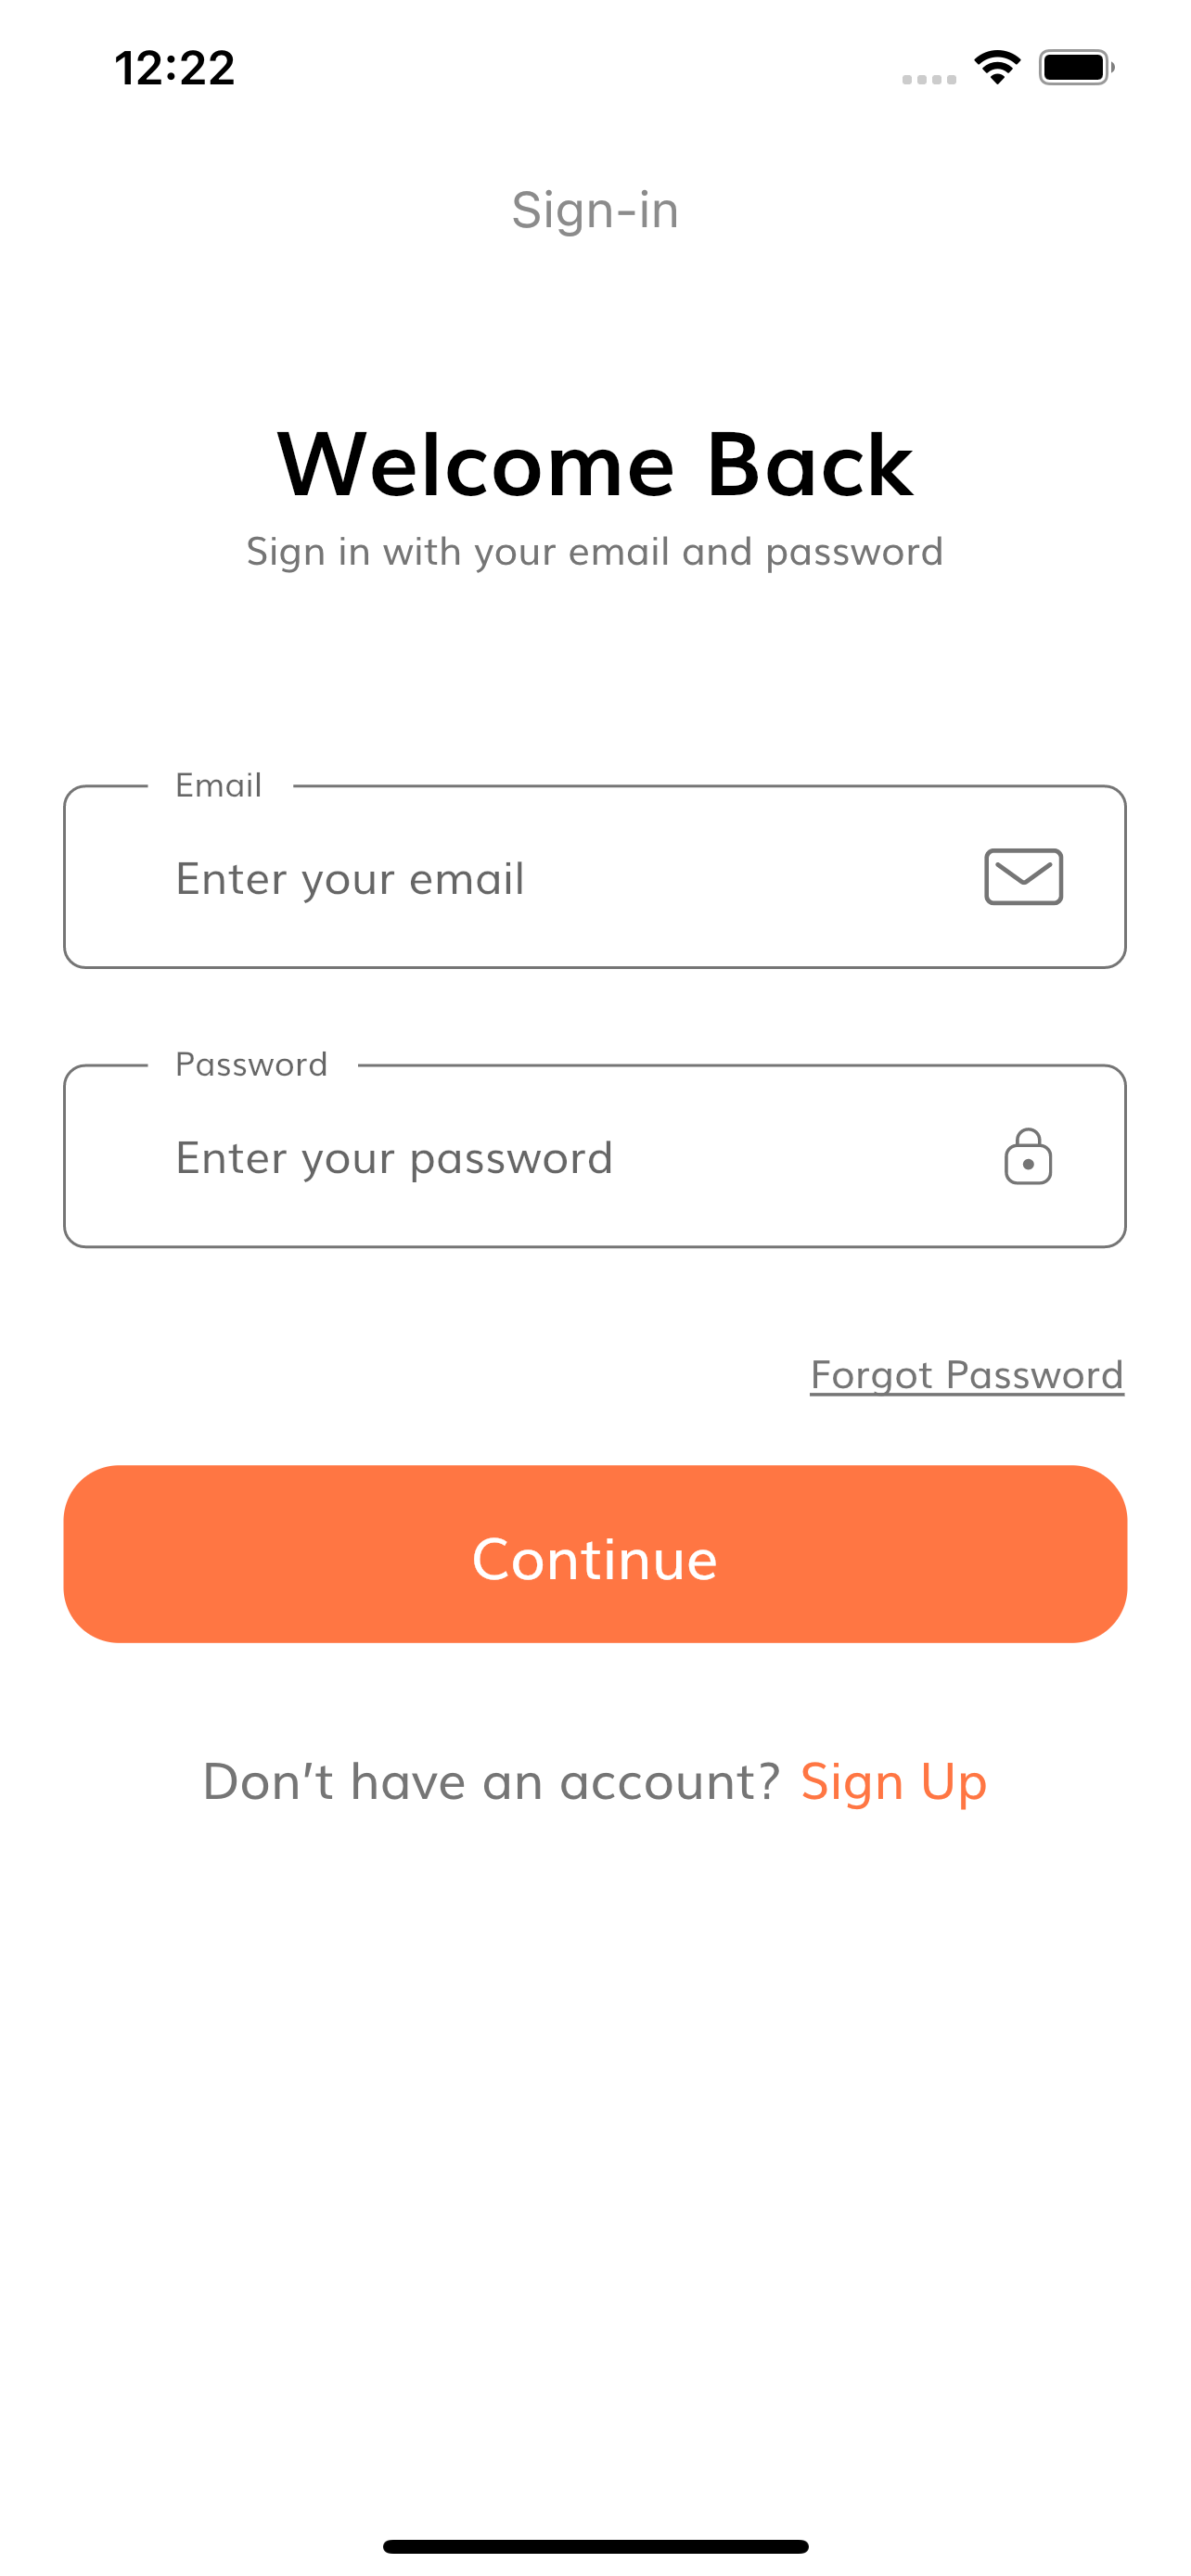 12:22
Sign-in
Welcome Back
Sign in with your email and password
Email
Enter your email
Password
Enter your password
Forgot Password
Continue
Don’t have an account? Sign Up